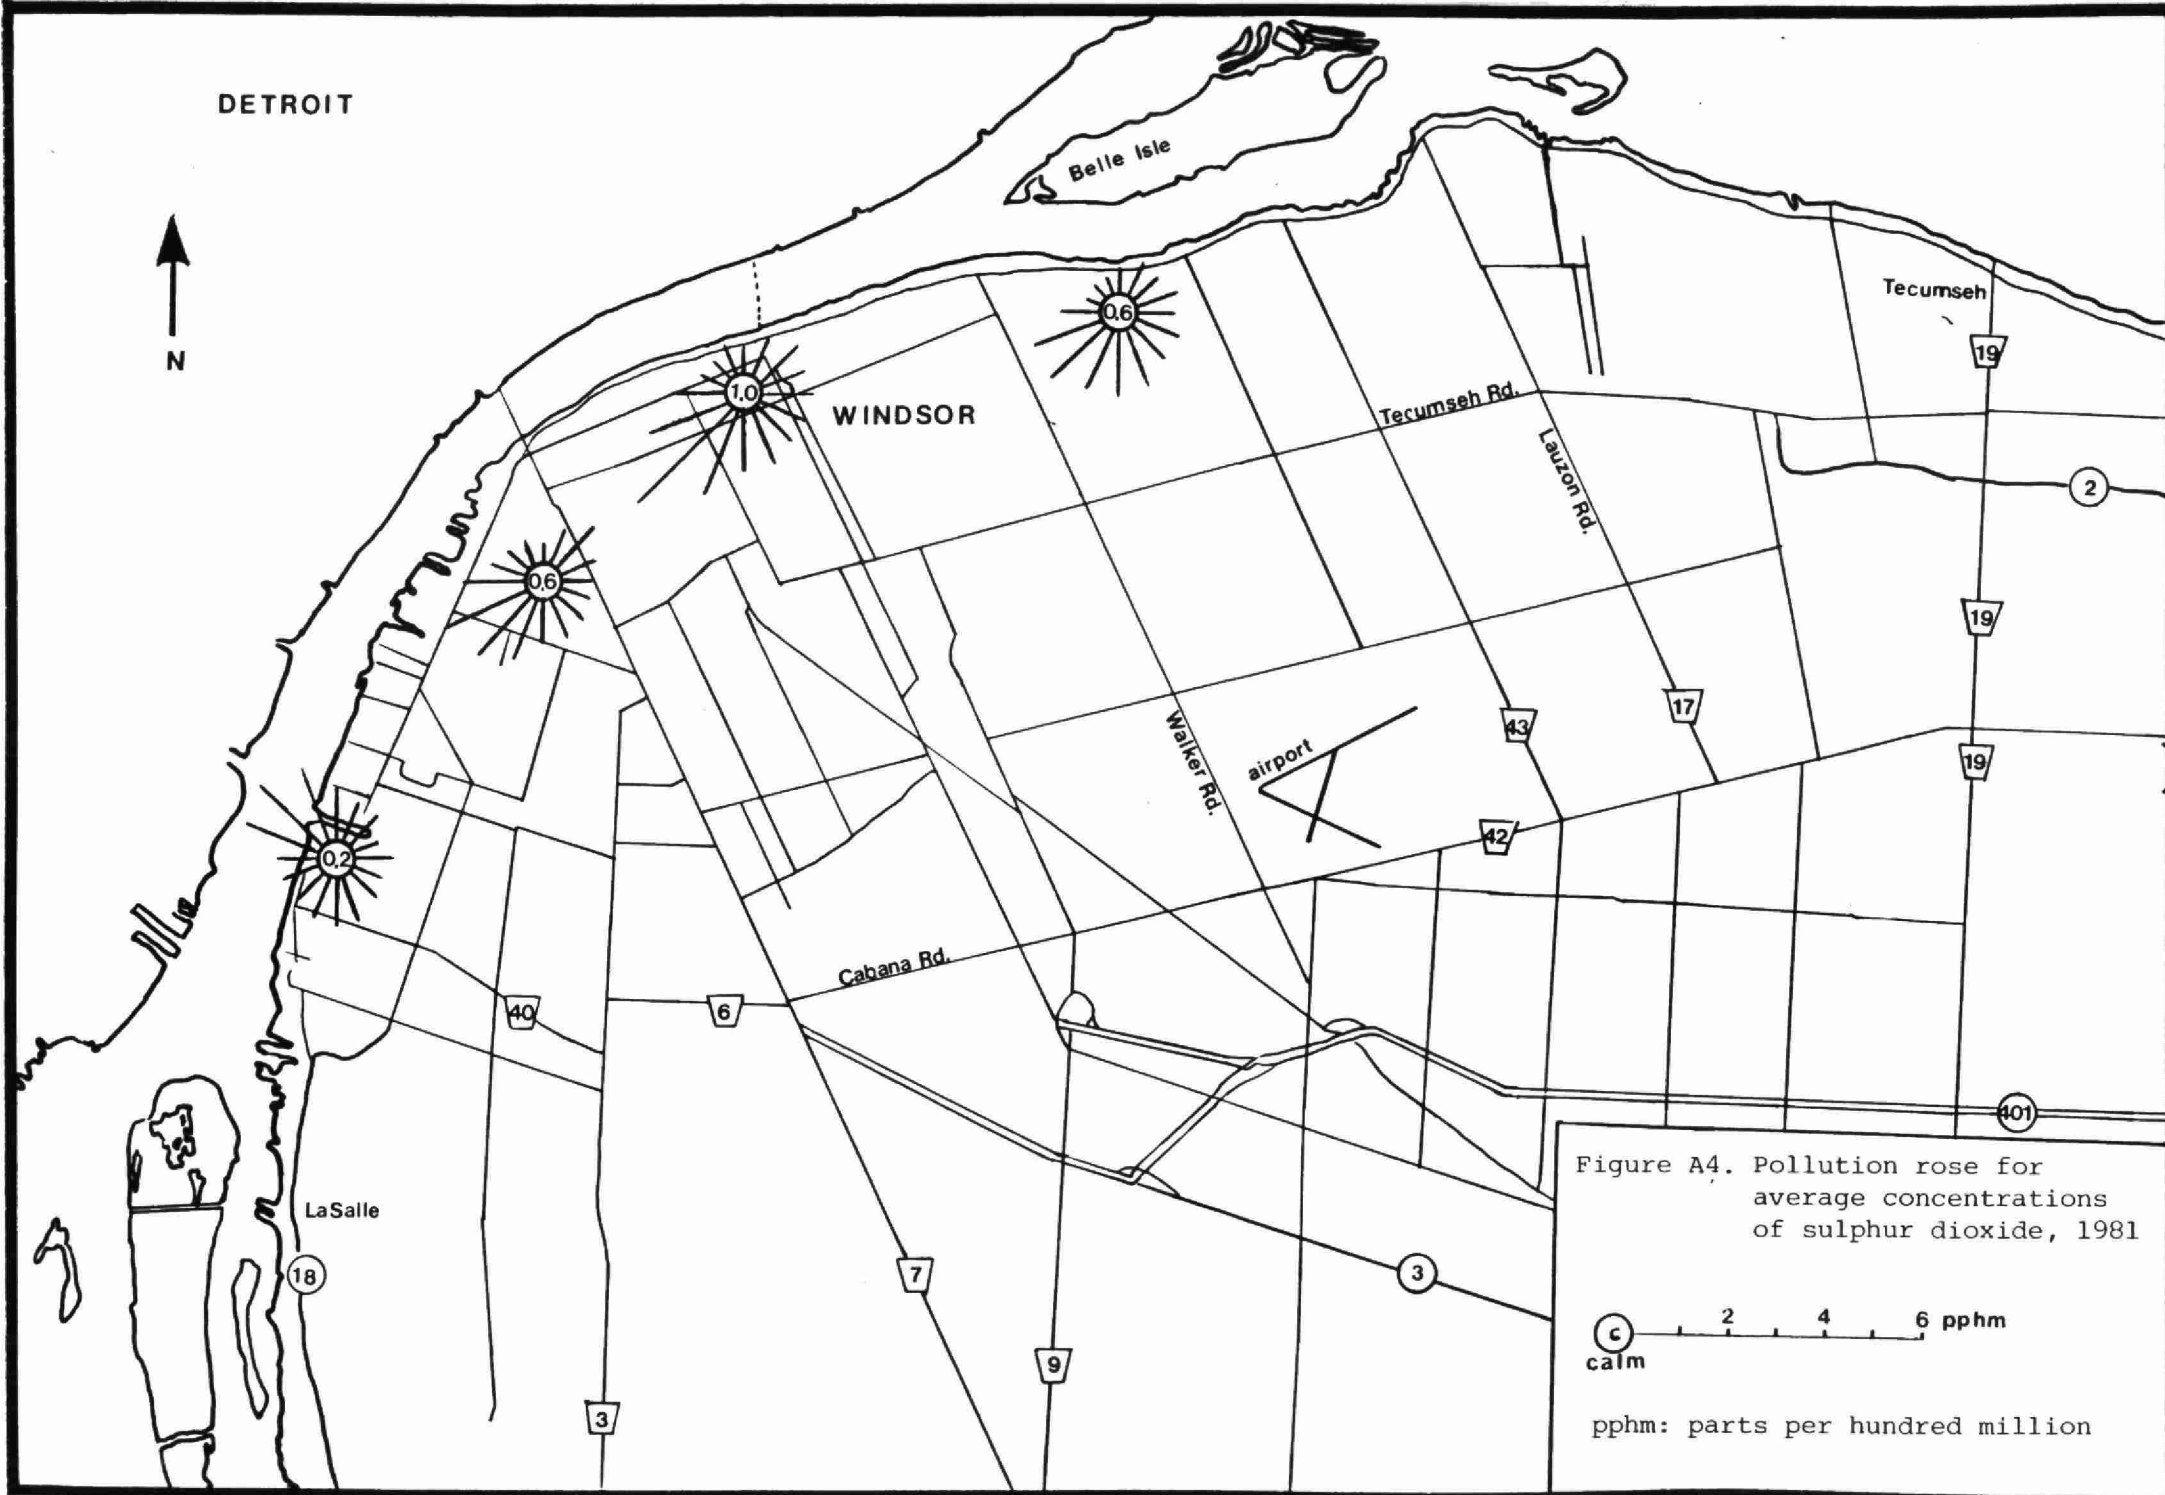 DETROIT
Belle Isle
N
Tecumseh
19
0.6
1.0
WINDSOR
Tecumseh Rd.
Lauzon Rd.
2
0.6
19
17
43
Walker Rd.
airport
19
42
0.2
Cabana Rd.
40
6
401
LaSalle
18
7
3
9
3
Figure A4. Pollution rose for
average concentrations
of sulphur dioxide, 1981
2 4 6 pphm
c
calm
pphm: parts per hundred million